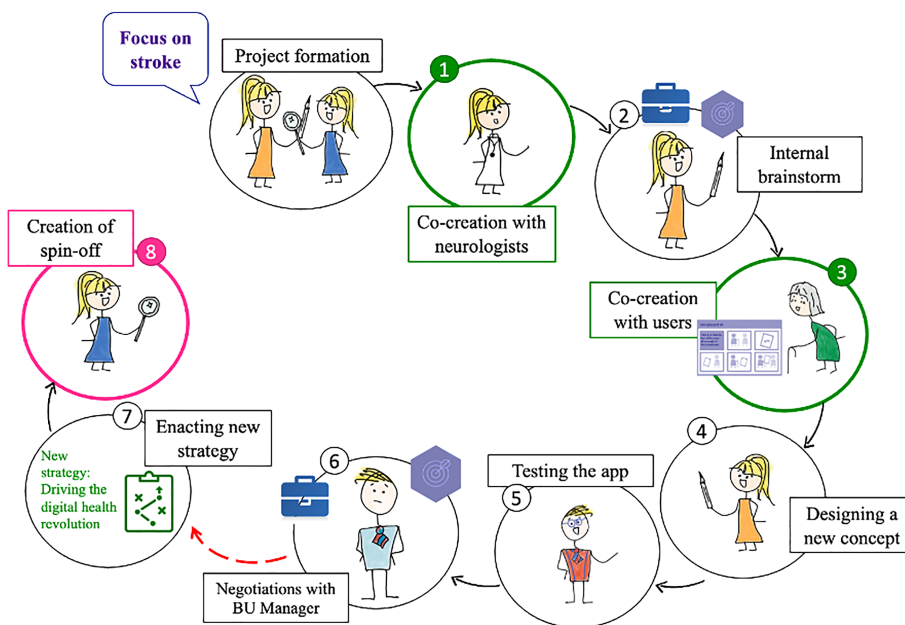 Focus on
stroke
Project formation
1
Co-creation with
neurologists
2
Internal
brainstorm
3
Co-creation
with users
4
Designing a
new concept
Testing the app
5
6
Negotiations with
BU Manager
7
Enacting new
strategy
New
strategy:
Driving the
digital health
revolution
Creation of
spin-off
8